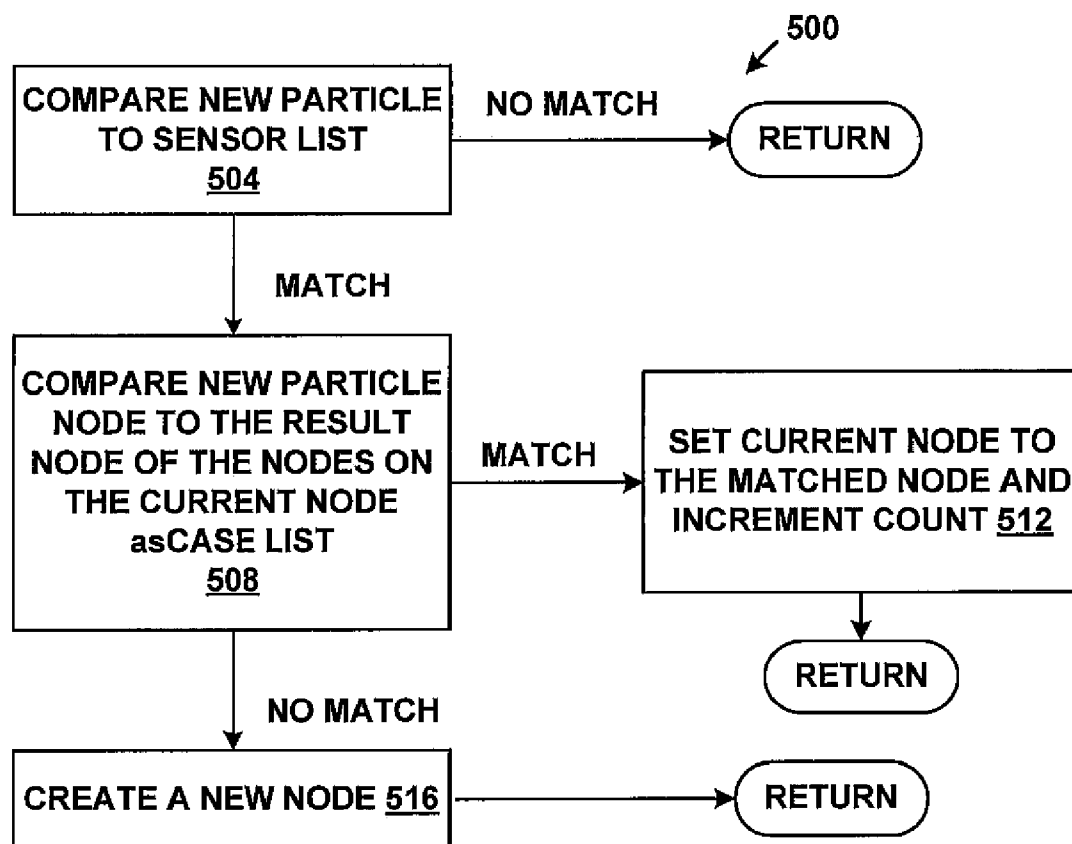 500
COMPARE NEW PARTICLE
TO SENSOR LIST
504
NO MATCH
RETURN
MATCH
COMPARE NEW PARTICLE
NODE TO THE RESULT
NODE OF THE NODES ON
THE CURRENT NODE
asCASE LIST
508
MATCH
SET CURRENT NODE TO
THE MATCHED NODE AND
INCREMENT COUNT 512
RETURN
NO MATCH
CREATE A NEW NODE 516
RETURN